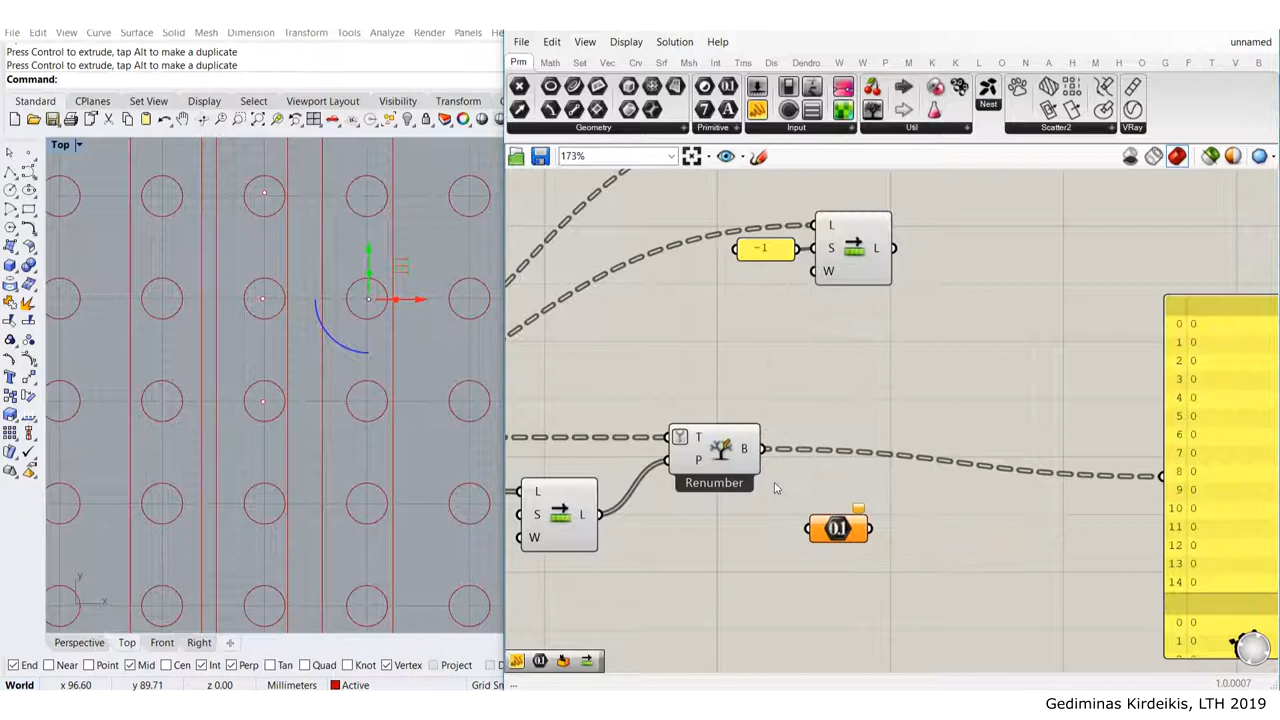 File Edit View Curve Surface Solid Mesh Dimension Transform Tools Analyze Render Panels
Press Control to extrude, tap Alt to make a duplicate
Press Control to extrude, tap Alt to make a duplicate
Command:
Standard CPlanes Set View Display Select Viewport Layout Visibility Transform
Top
y
x
Perspective Top Front Right
End Near Point Mid Cen Int Perp Tan Quad Knot Vertex Project
World x 96.60 y 89.71 z 0.00 Millimeters Active Grid Sn
File Edit View Display Solution Help unnamed
Prm Math Set Vec Crv Srf Msh Int Trns Dis Dendro W W P M K K A L A H A H G F V B
Nest
Geometry Primitive Input Util Scatter2 VRay
173%
L
-1 S L
W
T
B
P
Renumber
L
S L
W
0.1
0 0
1 0
2 0
3 0
4 0
5 0
6 0
7 0
8 0
9 0
10 0
11 0
12 0
13 0
14 0
0 0
1 0
...
1.0.0007
Gediminas Kirdeikis, LTH 2019